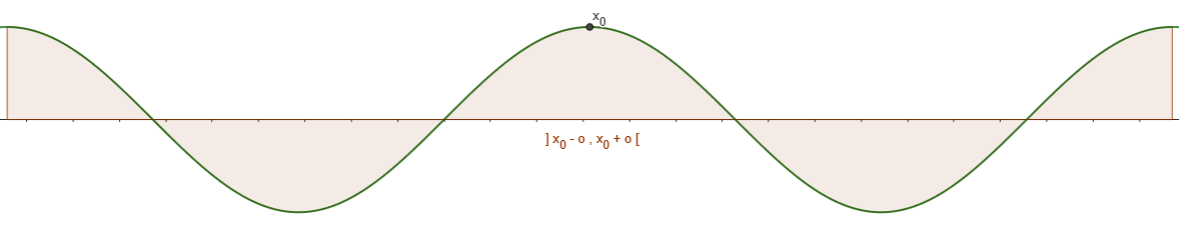 x₀
] x₀ - o , x₀ + o [